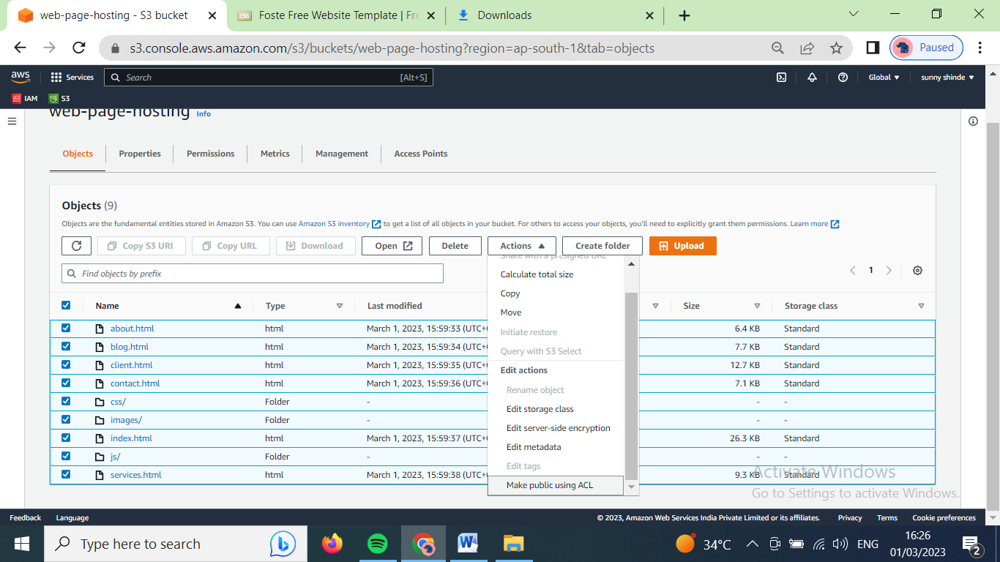 web-page-hosting - S3 bucket
Foste Free Website Template | Fre
Downloads
s3.console.aws.amazon.com/s3/buckets/web-page-hosting?region=ap-south-1&tab=objects
Paused
aws
Services
Search
[Alt+S]
Global
sunny shinde
IAM
S3
web-page-hosting Info
Objects
Properties
Permissions
Metrics
Management
Access Points
Objects (9)
Objects are the fundamental entities stored in Amazon S3. You can use Amazon S3 inventory to get a list of all objects in your bucket. For others to access your objects, you'll need to explicitly grant them permissions. Learn more
Copy S3 URI
Copy URL
Download
Open
Delete
Actions
Create folder
Upload
Share with a presigned URL
Calculate total size
Copy
Move
Initiate restore
Query with S3 Select
Edit actions
Rename object
Edit storage class
Edit server-side encryption
Edit metadata
Edit tags
Make public using ACL
Find objects by prefix
1
Name Type Last modified Size Storage class
about.html html March 1, 2023, 15:59:33 (UTC+ 6.4 KB Standard
blog.html html March 1, 2023, 15:59:34 (UTC+ 7.7 KB Standard
client.html html March 1, 2023, 15:59:35 (UTC+ 12.7 KB Standard
contact.html html March 1, 2023, 15:59:36 (UTC+ 7.1 KB Standard
css/ Folder - - -
images/ Folder - - -
index.html html March 1, 2023, 15:59:37 (UTC+ 26.3 KB Standard
js/ Folder - - -
services.html html March 1, 2023, 15:59:38 (UTC+ 9.3 KB Standard
Activate Windows
Go to Settings to activate Windows.
Feedback
Language
© 2023, Amazon Web Services India Private Limited or its affiliates.
Privacy
Terms
Cookie preferences
Type here to search
34°C
ENG
16:26
01/03/2023
2